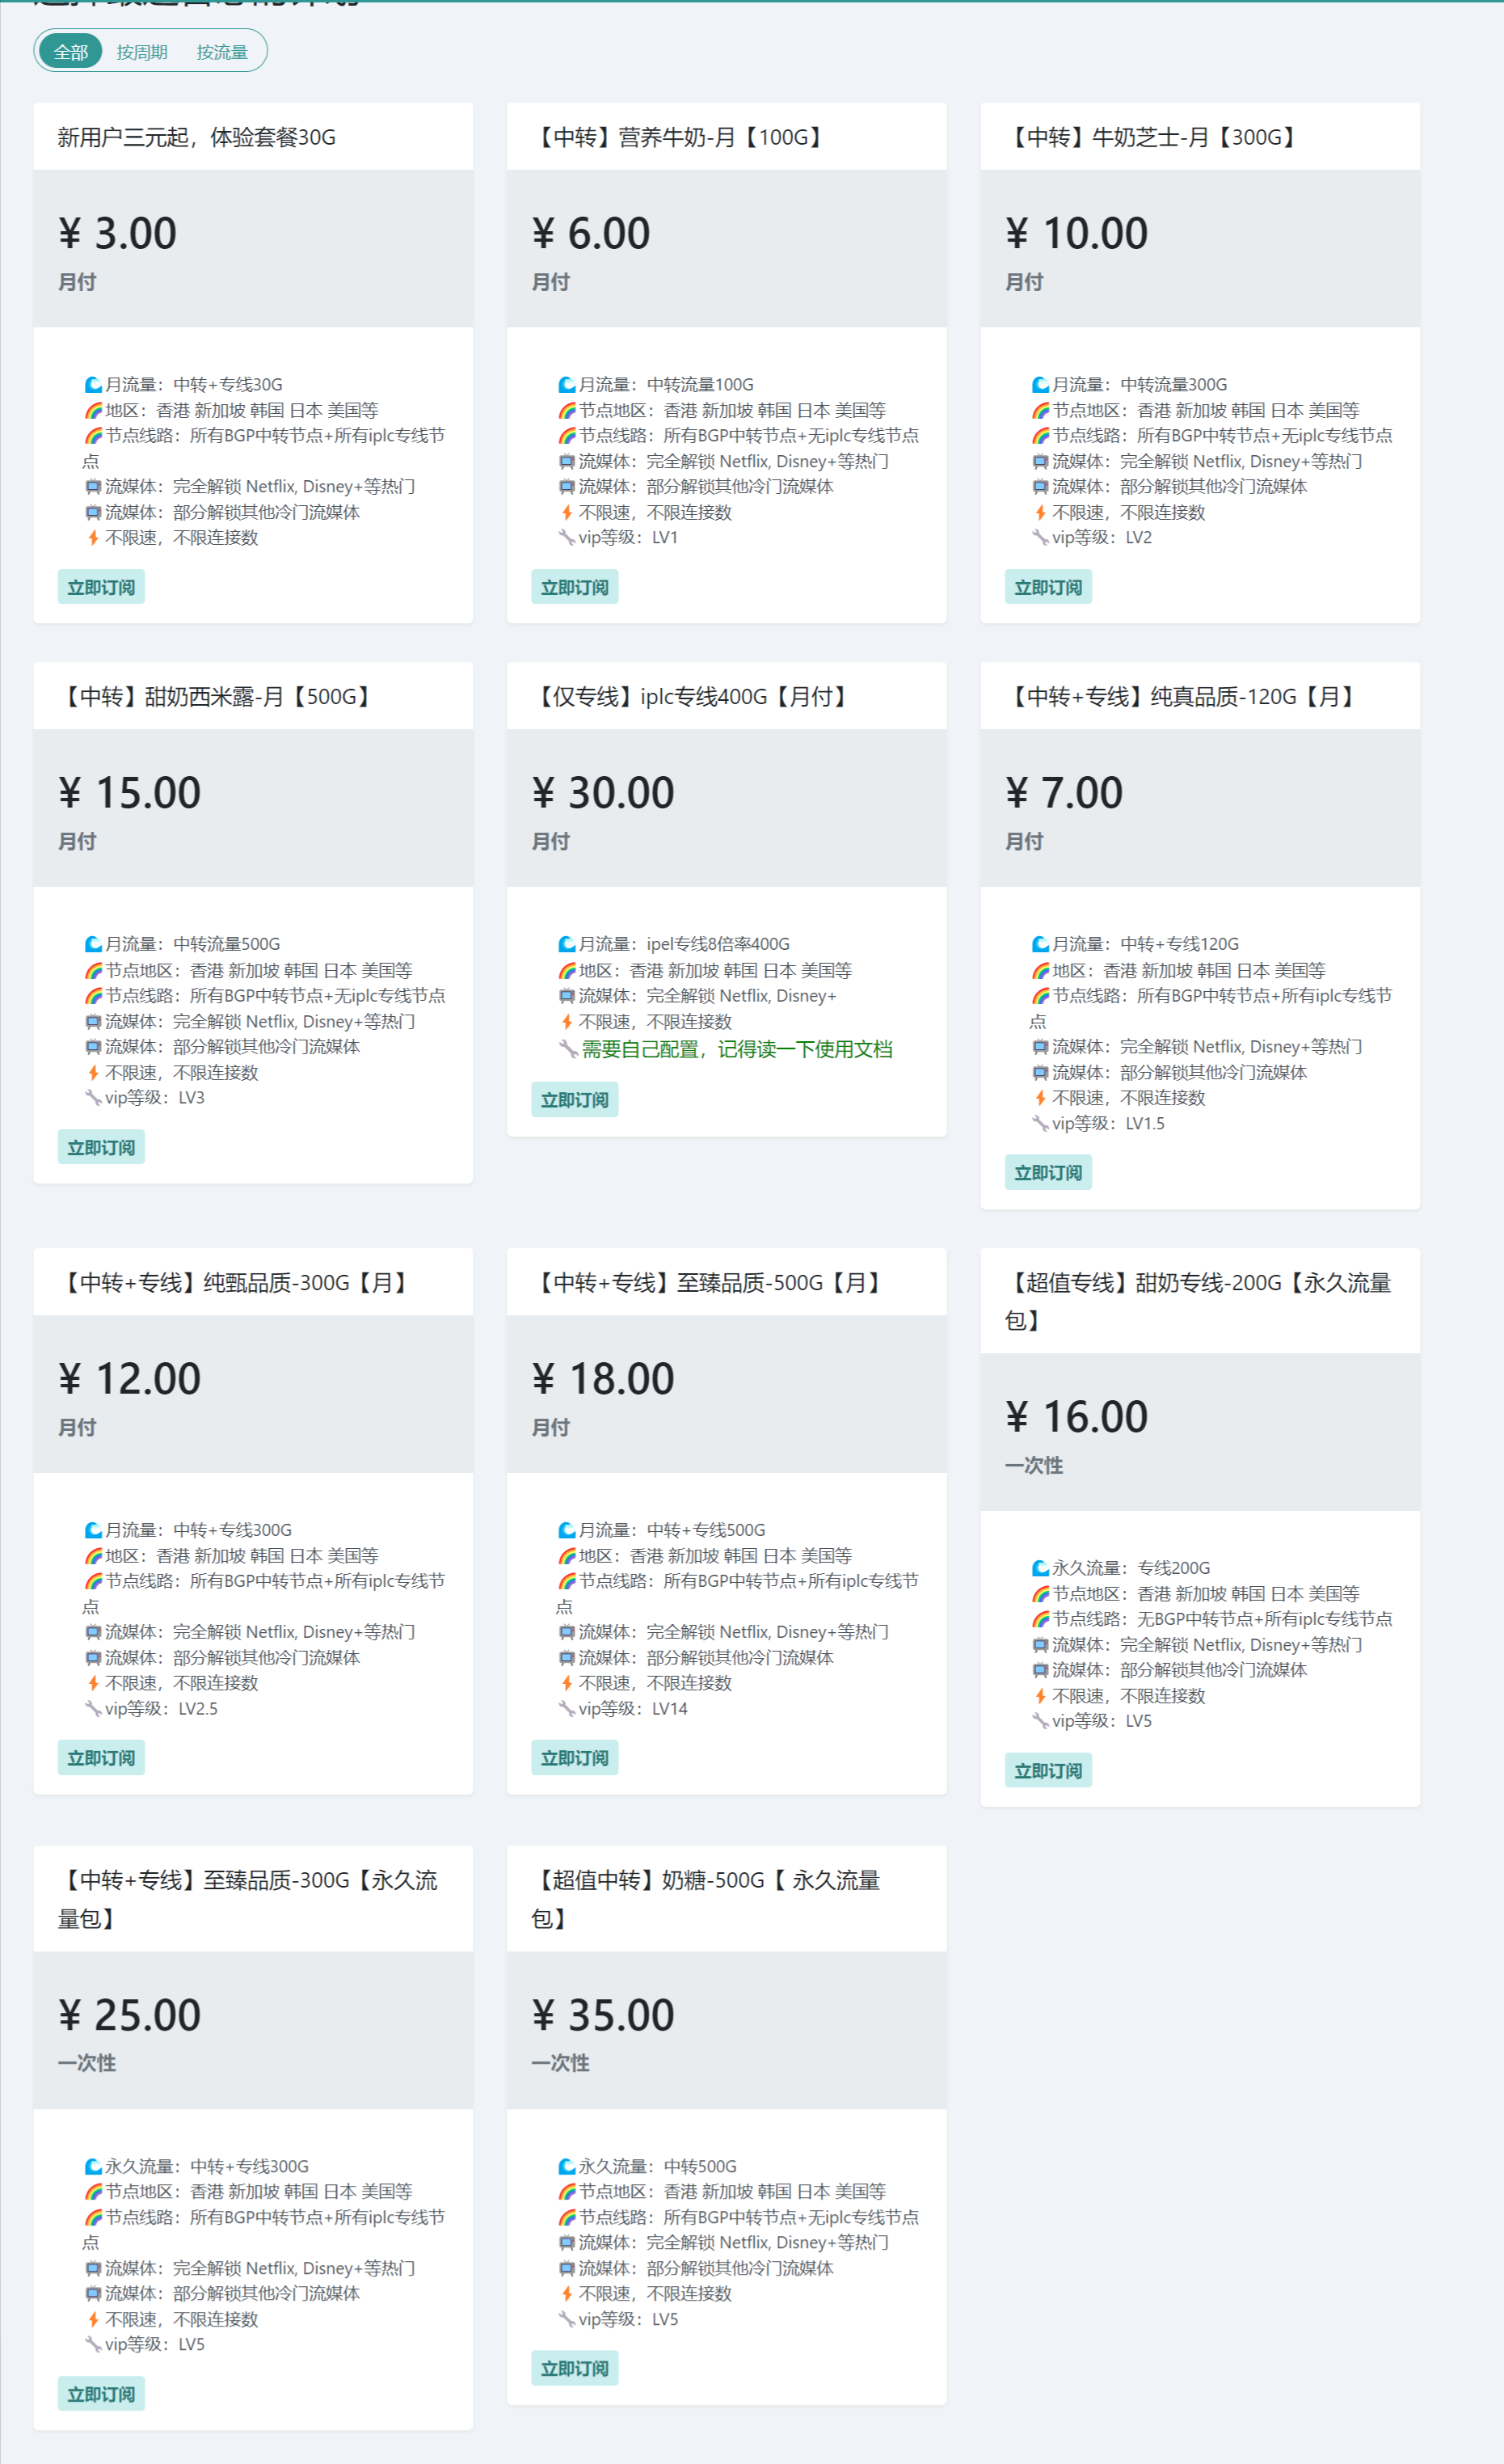 全部 按周期 按流量
新用户三元起，体验套餐30G
¥ 3.00
月付
月流量：中转+专线30G
地区：香港 新加坡 韩国 日本 美国等
节点线路：所有BGP中转节点+所有iplc专线节
点
流媒体：完全解锁 Netflix, Disney+等热门
流媒体：部分解锁其他冷门流媒体
不限速，不限连接数
立即订阅
【中转】营养牛奶-月【100G】
¥ 6.00
月付
月流量：中转流量100G
节点地区：香港 新加坡 韩国 日本 美国等
节点线路：所有BGP中转节点+无iplc专线节点
流媒体：完全解锁 Netflix, Disney+等热门
流媒体：部分解锁其他冷门流媒体
不限速，不限连接数
vip等级：LV1
立即订阅
【中转】牛奶芝士-月【300G】
¥ 10.00
月付
月流量：中转流量300G
节点地区：香港 新加坡 韩国 日本 美国等
节点线路：所有BGP中转节点+无iplc专线节点
流媒体：完全解锁 Netflix, Disney+等热门
流媒体：部分解锁其他冷门流媒体
不限速，不限连接数
vip等级：LV2
立即订阅
【中转】甜奶西米露-月【500G】
¥ 15.00
月付
月流量：中转流量500G
节点地区：香港 新加坡 韩国 日本 美国等
节点线路：所有BGP中转节点+无iplc专线节点
流媒体：完全解锁 Netflix, Disney+等热门
流媒体：部分解锁其他冷门流媒体
不限速，不限连接数
vip等级：LV3
立即订阅
【仅专线】iplc专线400G【月付】
¥ 30.00
月付
月流量：ipel专线8倍率400G
地区：香港 新加坡 韩国 日本 美国等
流媒体：完全解锁 Netflix, Disney+
不限速，不限连接数
需要自己配置，记得读一下使用文档
立即订阅
【中转+专线】纯真品质-120G【月】
¥ 7.00
月付
月流量：中转+专线120G
地区：香港 新加坡 韩国 日本 美国等
节点线路：所有BGP中转节点+所有iplc专线节
点
流媒体：完全解锁 Netflix, Disney+等热门
流媒体：部分解锁其他冷门流媒体
不限速，不限连接数
vip等级：LV1.5
立即订阅
【中转+专线】纯甄品质-300G【月】
¥ 12.00
月付
月流量：中转+专线300G
地区：香港 新加坡 韩国 日本 美国等
节点线路：所有BGP中转节点+所有iplc专线节
点
流媒体：完全解锁 Netflix, Disney+等热门
流媒体：部分解锁其他冷门流媒体
不限速，不限连接数
vip等级：LV2.5
立即订阅
【中转+专线】至臻品质-500G【月】
¥ 18.00
月付
月流量：中转+专线500G
地区：香港 新加坡 韩国 日本 美国等
节点线路：所有BGP中转节点+所有iplc专线节
点
流媒体：完全解锁 Netflix, Disney+等热门
流媒体：部分解锁其他冷门流媒体
不限速，不限连接数
vip等级：LV14
立即订阅
【超值专线】甜奶专线-200G【永久流量
包】
¥ 16.00
一次性
永久流量：专线200G
节点地区：香港 新加坡 韩国 日本 美国等
节点线路：无BGP中转节点+所有iplc专线节点
流媒体：完全解锁 Netflix, Disney+等热门
流媒体：部分解锁其他冷门流媒体
不限速，不限连接数
vip等级：LV5
立即订阅
【中转+专线】至臻品质-300G【永久流
量包】
¥ 25.00
一次性
永久流量：中转+专线300G
节点地区：香港 新加坡 韩国 日本 美国等
节点线路：所有BGP中转节点+所有iplc专线节
点
流媒体：完全解锁 Netflix, Disney+等热门
流媒体：部分解锁其他冷门流媒体
不限速，不限连接数
vip等级：LV5
立即订阅
【超值中转】奶糖-500G【 永久流量
包】
¥ 35.00
一次性
永久流量：中转500G
节点地区：香港 新加坡 韩国 日本 美国等
节点线路：所有BGP中转节点+无iplc专线节点
流媒体：完全解锁 Netflix, Disney+等热门
流媒体：部分解锁其他冷门流媒体
不限速，不限连接数
vip等级：LV5
立即订阅